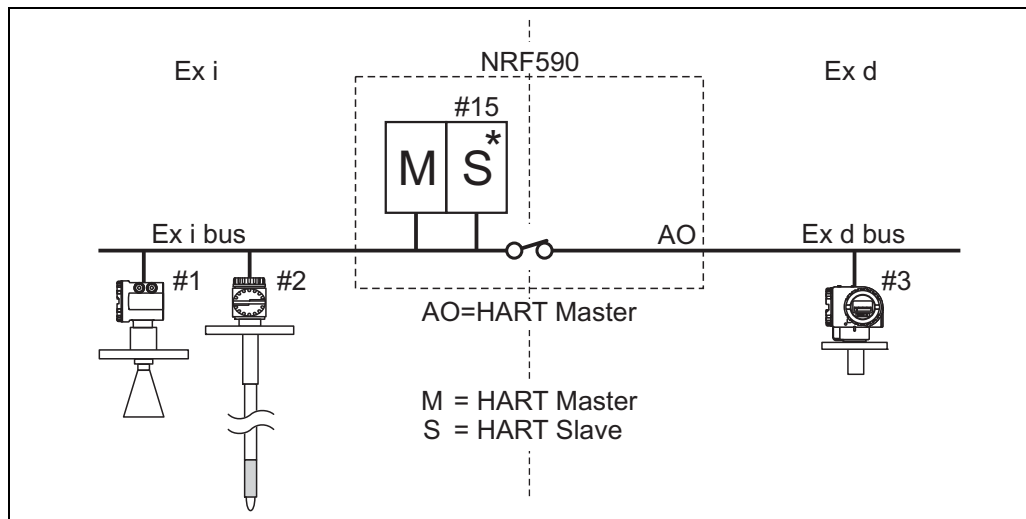 Ex i
NRF590
Ex d
#15
M
S*
Ex i bus
AO
Ex d bus
#1
#2
#3
AO=HART Master
M = HART Master
S = HART Slave